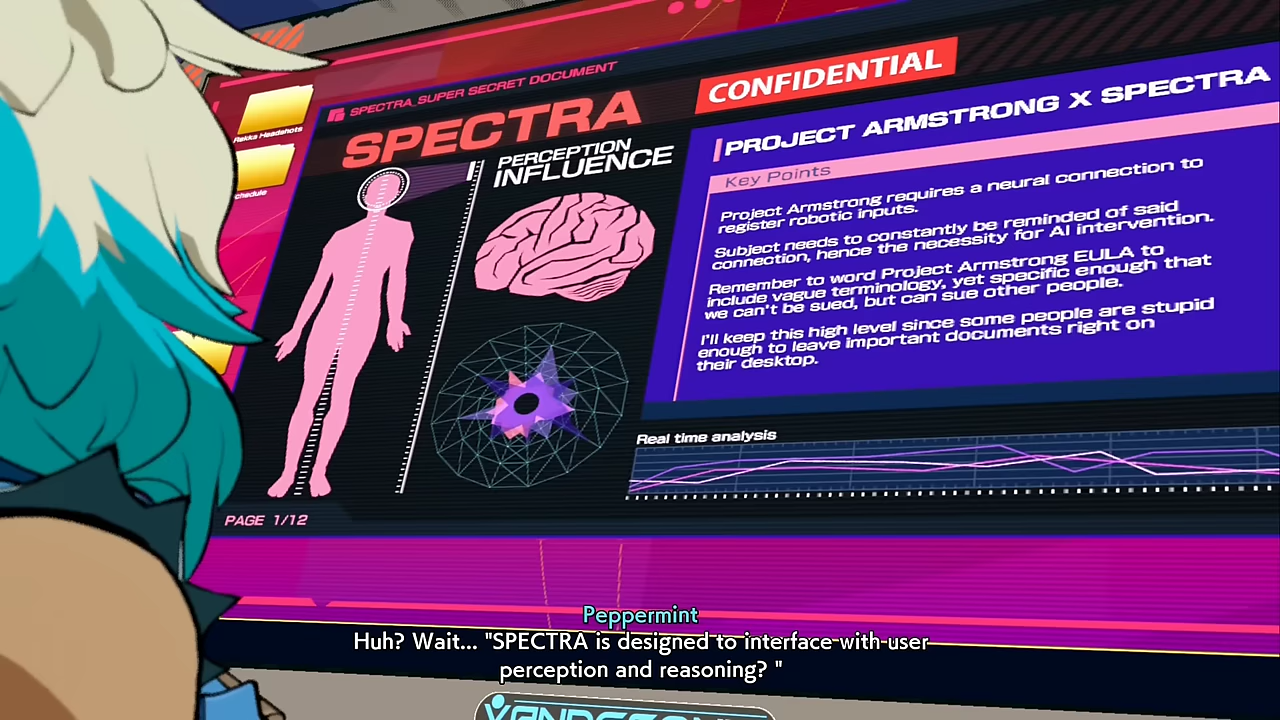 Rekka Headshots
chedule
SPECTRA_SUPER SECRET DOCUMENT
SPECTRA
PERCEPTION
INFLUENCE
CONFIDENTIAL
PROJECT ARMSTRONG X SPECTRA
Key Points
Project Armstrong requires a neural connection to
register robotic inputs.
Subject needs to constantly be reminded of said
connection, hence the necessity for AI intervention.
Remember to word Project Armstrong EULA to
include vague terminology, yet specific enough that
we can't be sued, but can sue other people.
I'll keep this high level since some people are stupid
enough to leave important documents right on
their desktop.
Real time analysis
PAGE 1/12
Peppermint
Huh? Wait... "SPECTRA is designed to interface with user
perception and reasoning? "